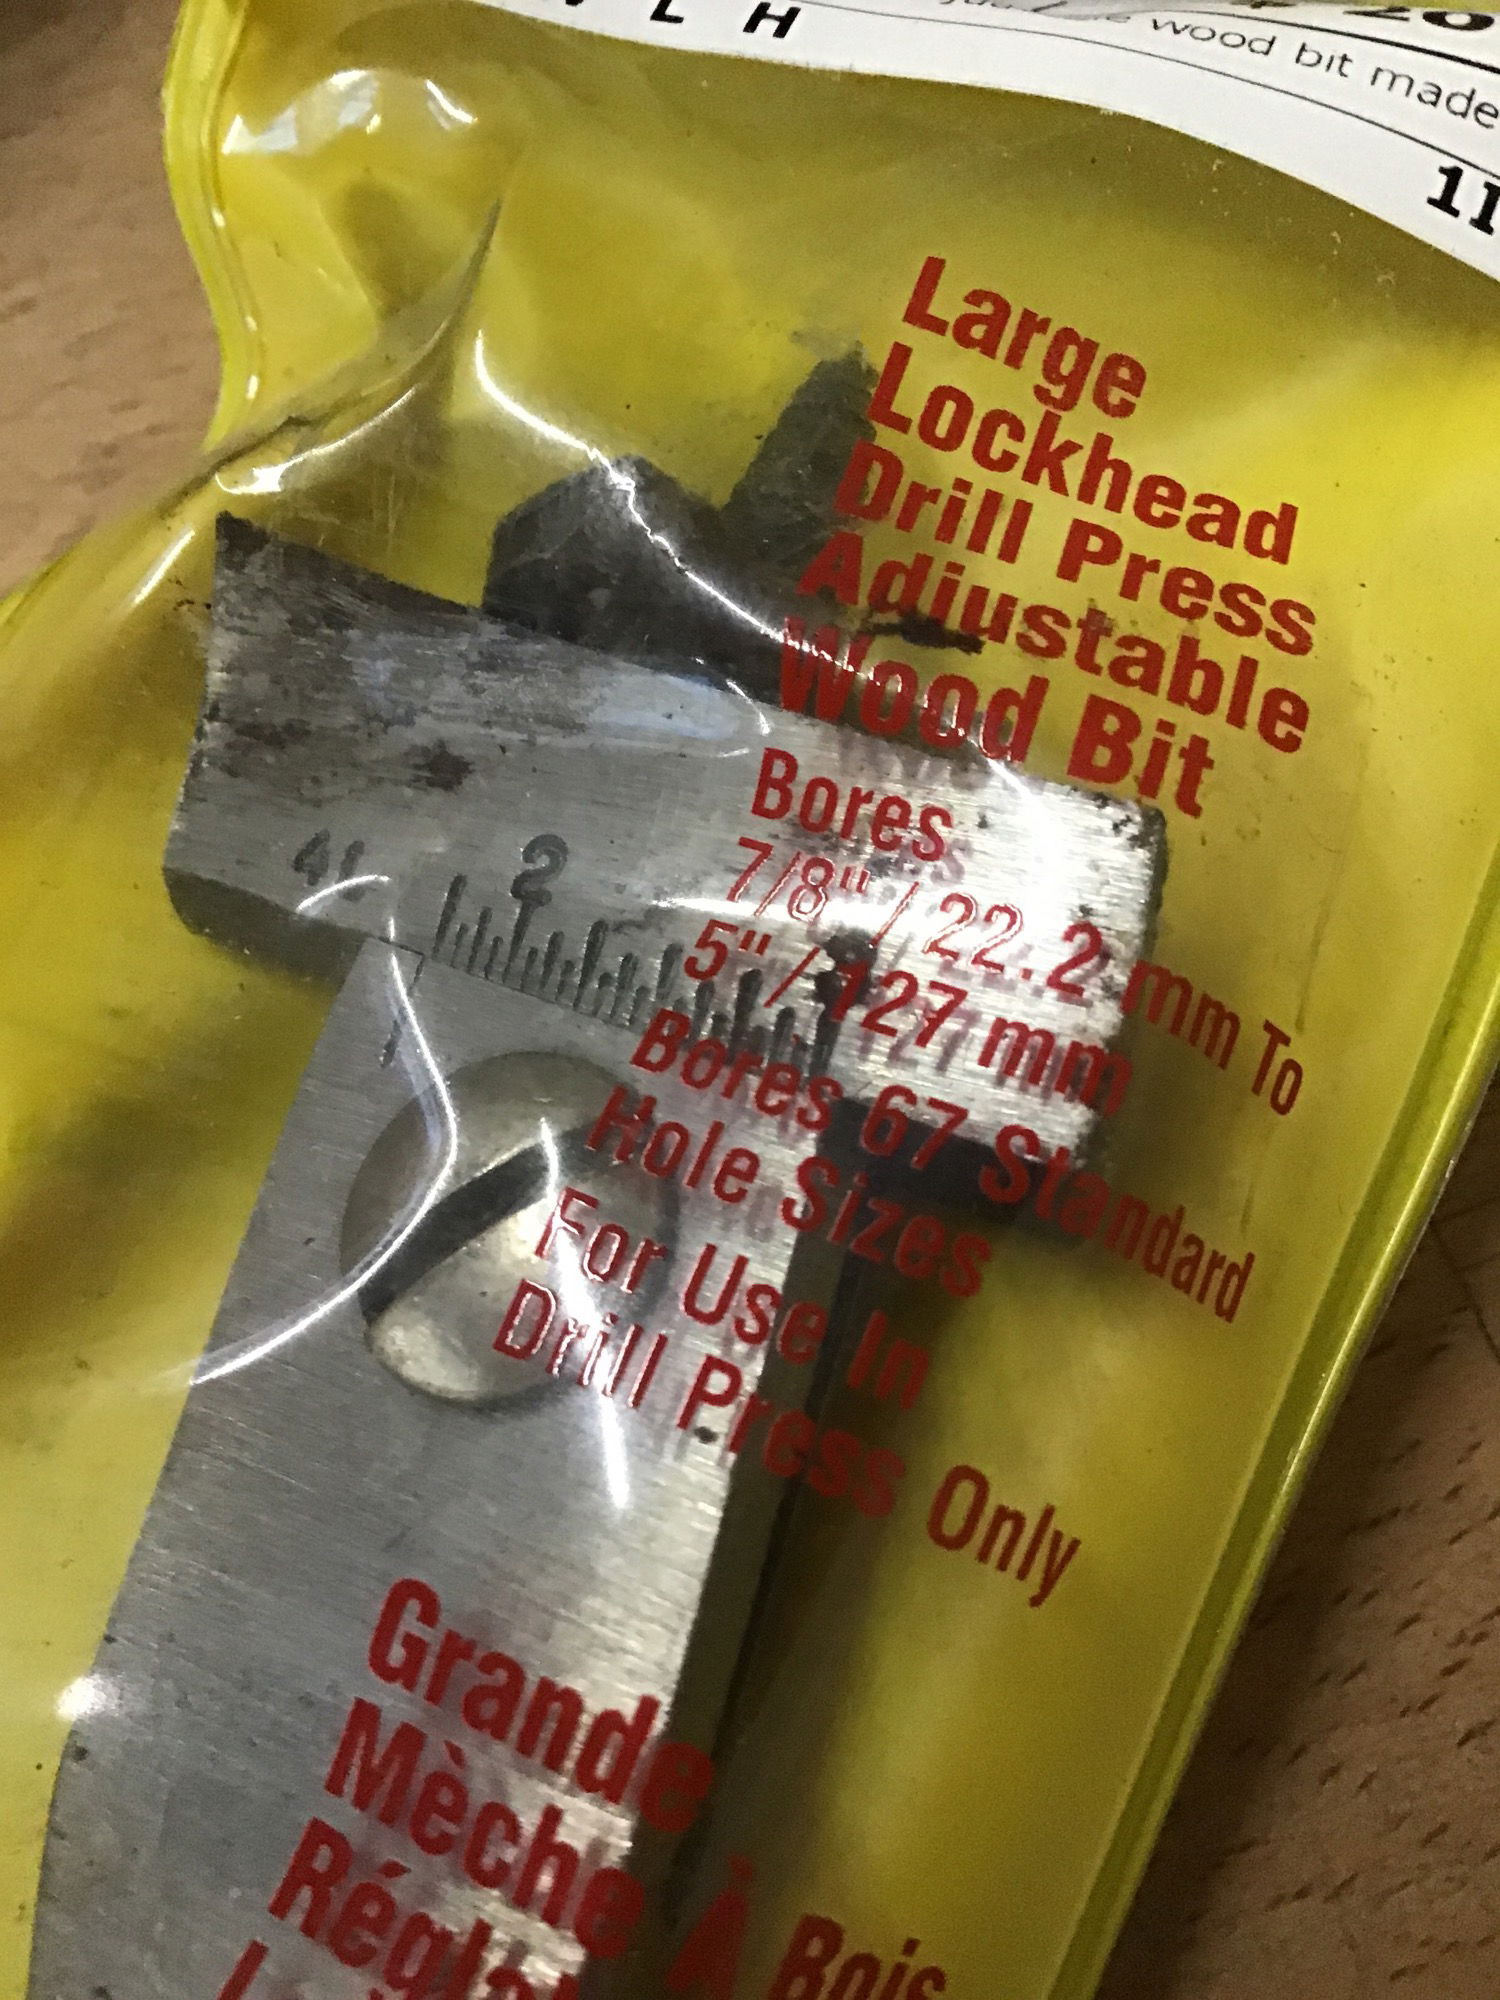 L H
wood bit made
Large
Lockhead
Drill Press
Adjustable
Wood Bit
Bores
7/8" / 22.2 mm To
5" / 127 mm
Bores 67 Standard
Hole Sizes
For Use In
Drill Press Only
2
Grande
Mèche À Bois